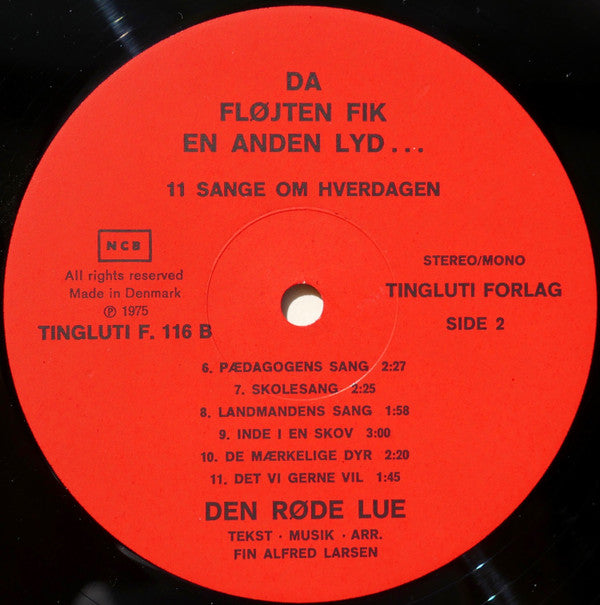 DA
FLØJTEN FIK
EN ANDEN LYD...
11 SANGE OM HVERDAGEN
NCB
All rights reserved
Made in Denmark
Ⓟ 1975
TINGLUTI F. 116 B
STEREO/MONO
TINGLUTI FORLAG
SIDE 2
6. PÆDAGOGENS SANG 2:27
7. SKOLESANG 2:25
8. LANDMANDENS SANG 1:58
9. INDE I EN SKOV 3:00
10. DE MÆRKELIGE DYR 2:20
11. DET VI GERNE VIL 1:45
DEN RØDE LUE
TEKST · MUSIK · ARR.
FIN ALFRED LARSEN